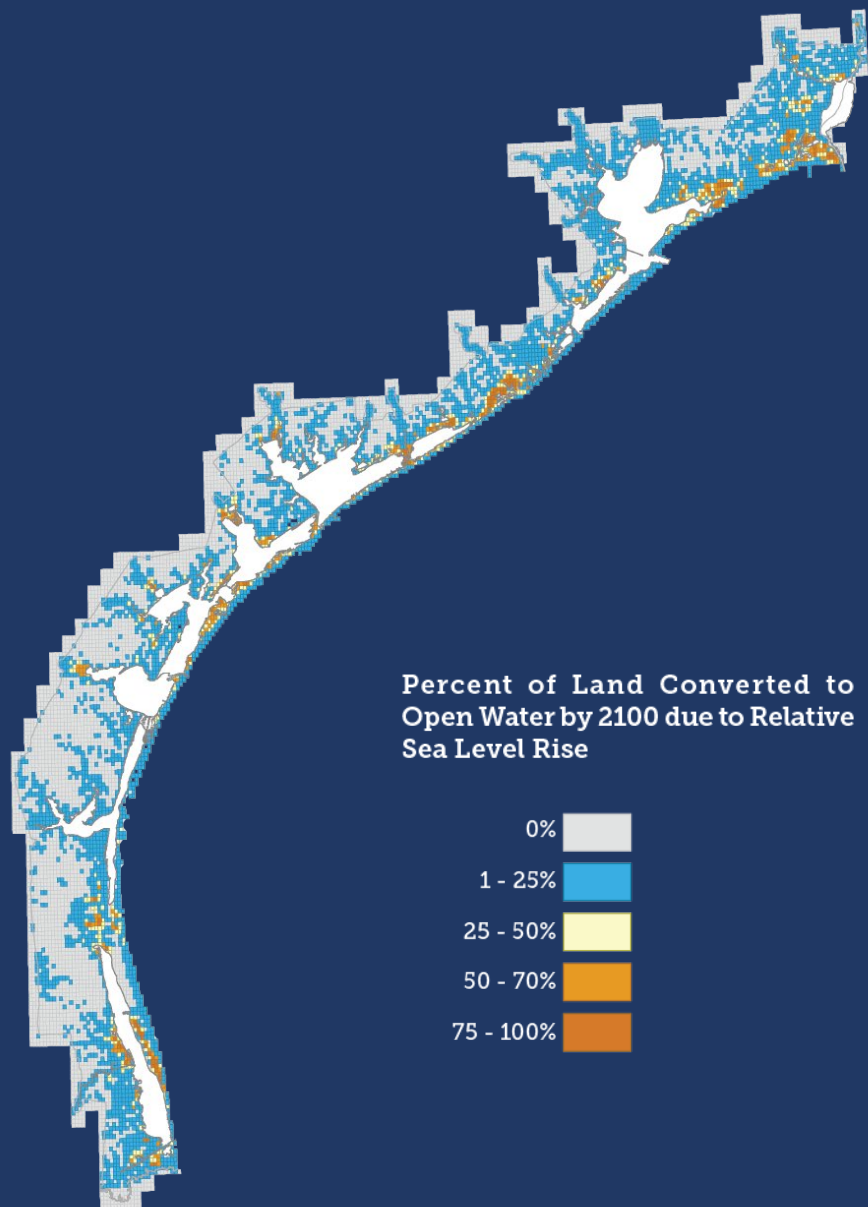 Percent of Land Converted to
Open Water by 2100 due to Relative
Sea Level Rise
0%
1 - 25%
25 - 50%
50 - 70%
75 - 100%